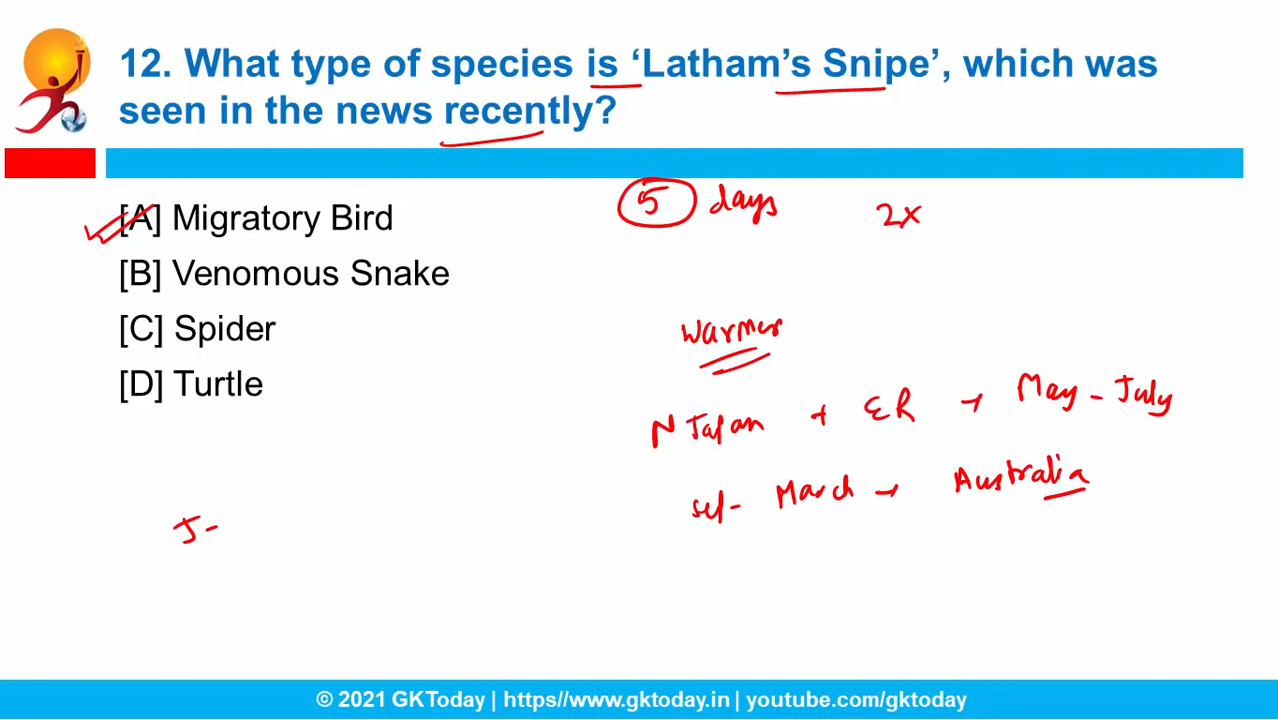 12. What type of species is ‘Latham’s Snipe’, which was
seen in the news recently?
[A] Migratory Bird
[B] Venomous Snake
[C] Spider
[D] Turtle
5 days 2x
warmer
N Japan + ER → May - July
sep- March → Australia
J-
© 2021 GKToday | https//www.gktoday.in | youtube.com/gktoday